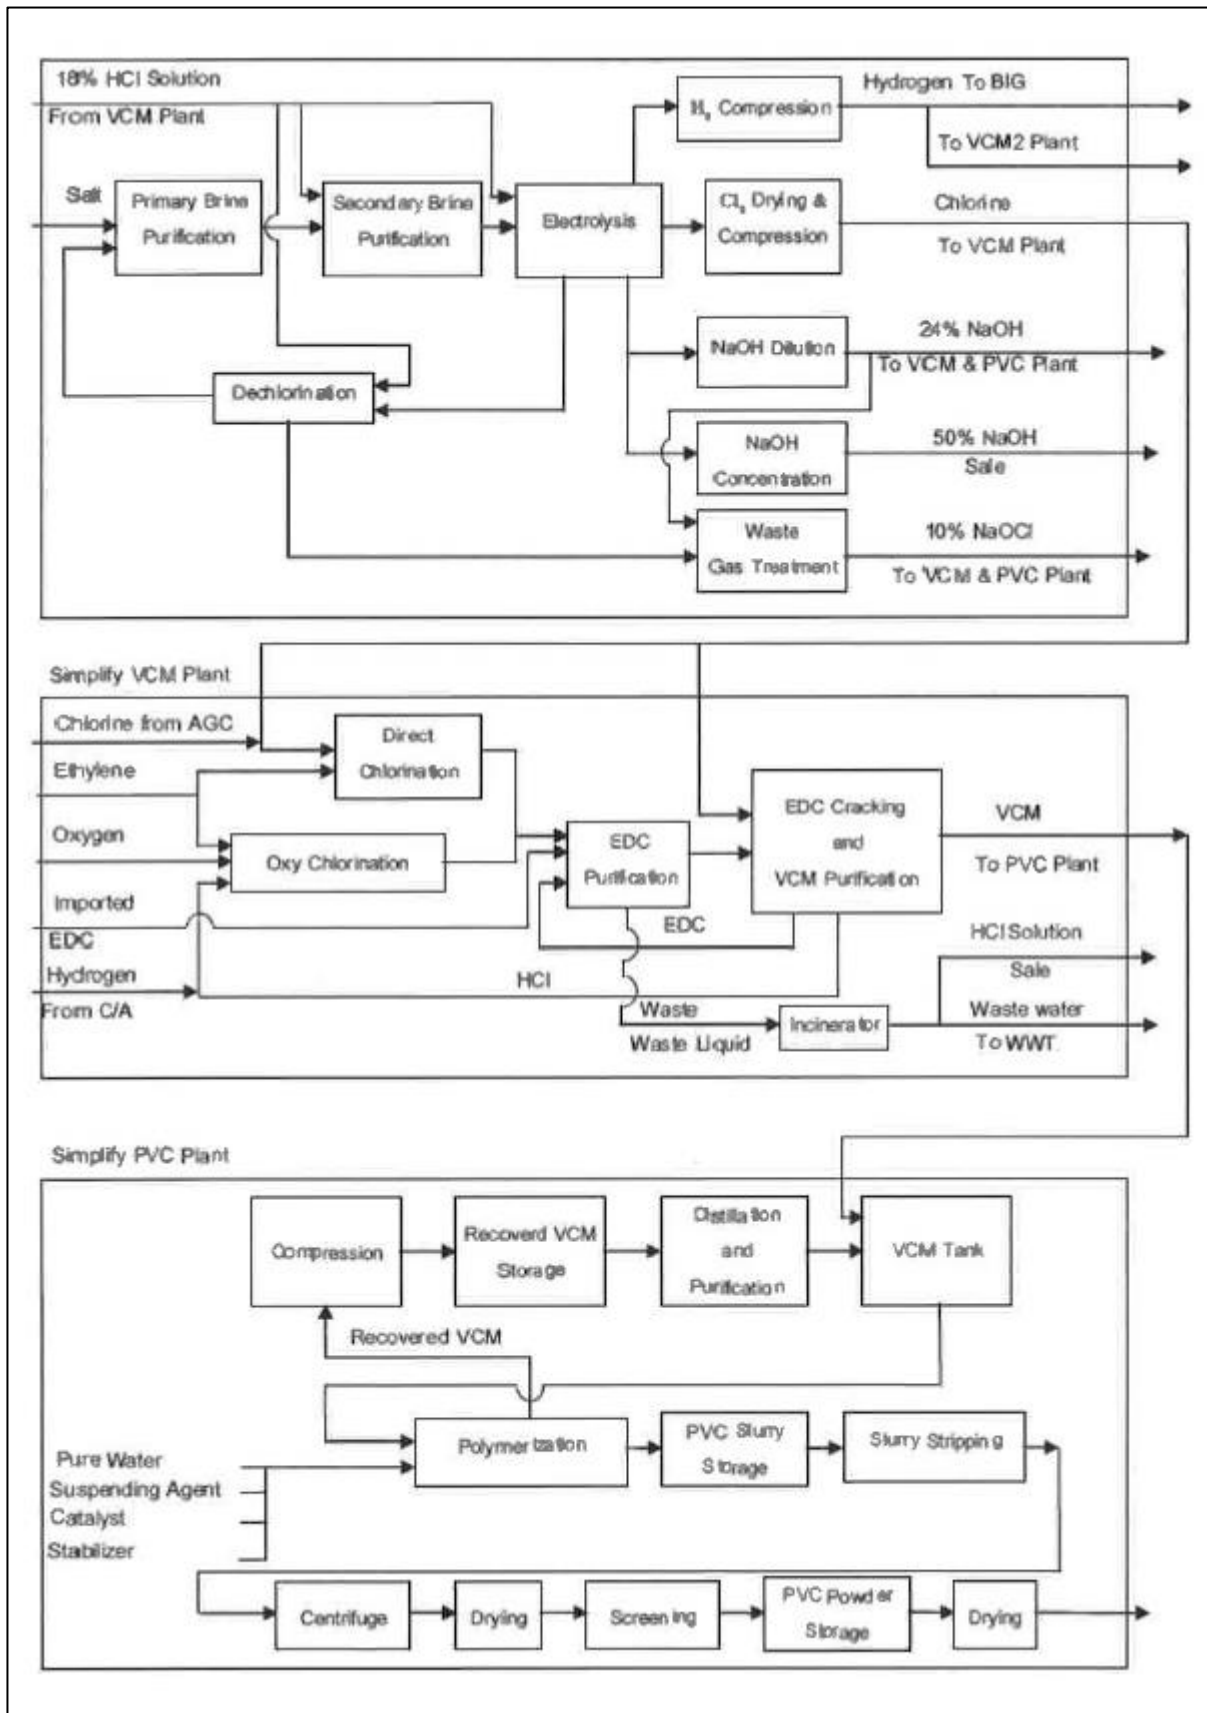 18% HCl Solution
From VCM Plant
H₂ Compression
Hydrogen To BIG
To VCM2 Plant
Salt
Primary Brine
Purification
Secondary Brine
Purification
Electrolysis
Cl₂ Drying &
Compression
Chlorine
To VCM Plant
NaOH Dilution
24% NaOH
To VCM & PVC Plant
Dechlorination
NaOH
Concentration
50% NaOH
Sale
Waste
Gas Treatment
10% NaOCl
To VCM & PVC Plant
Simplify VCM Plant
Chlorine from AGC
Direct
Chlorination
Ethylene
Oxygen
Oxy Chlorination
EDC
Purification
EDC Cracking
and
VCM Purification
VCM
To PVC Plant
Imported
EDC
EDC
Hydrogen
From C/A
HCl
HCl Solution
Sale
Waste
Waste Liquid
Incinerator
Waste water
To WWT.
Simplify PVC Plant
Compression
Recoverd VCM
Storage
Distillation
and
Purification
VCM Tank
Recovered VCM
Polymerization
PVC Slurry
Storage
Slurry Stripping
Pure Water
Suspending Agent
Catalyst
Stabilizer
Centrifuge
Drying
Screening
PVC Powder
Storage
Drying